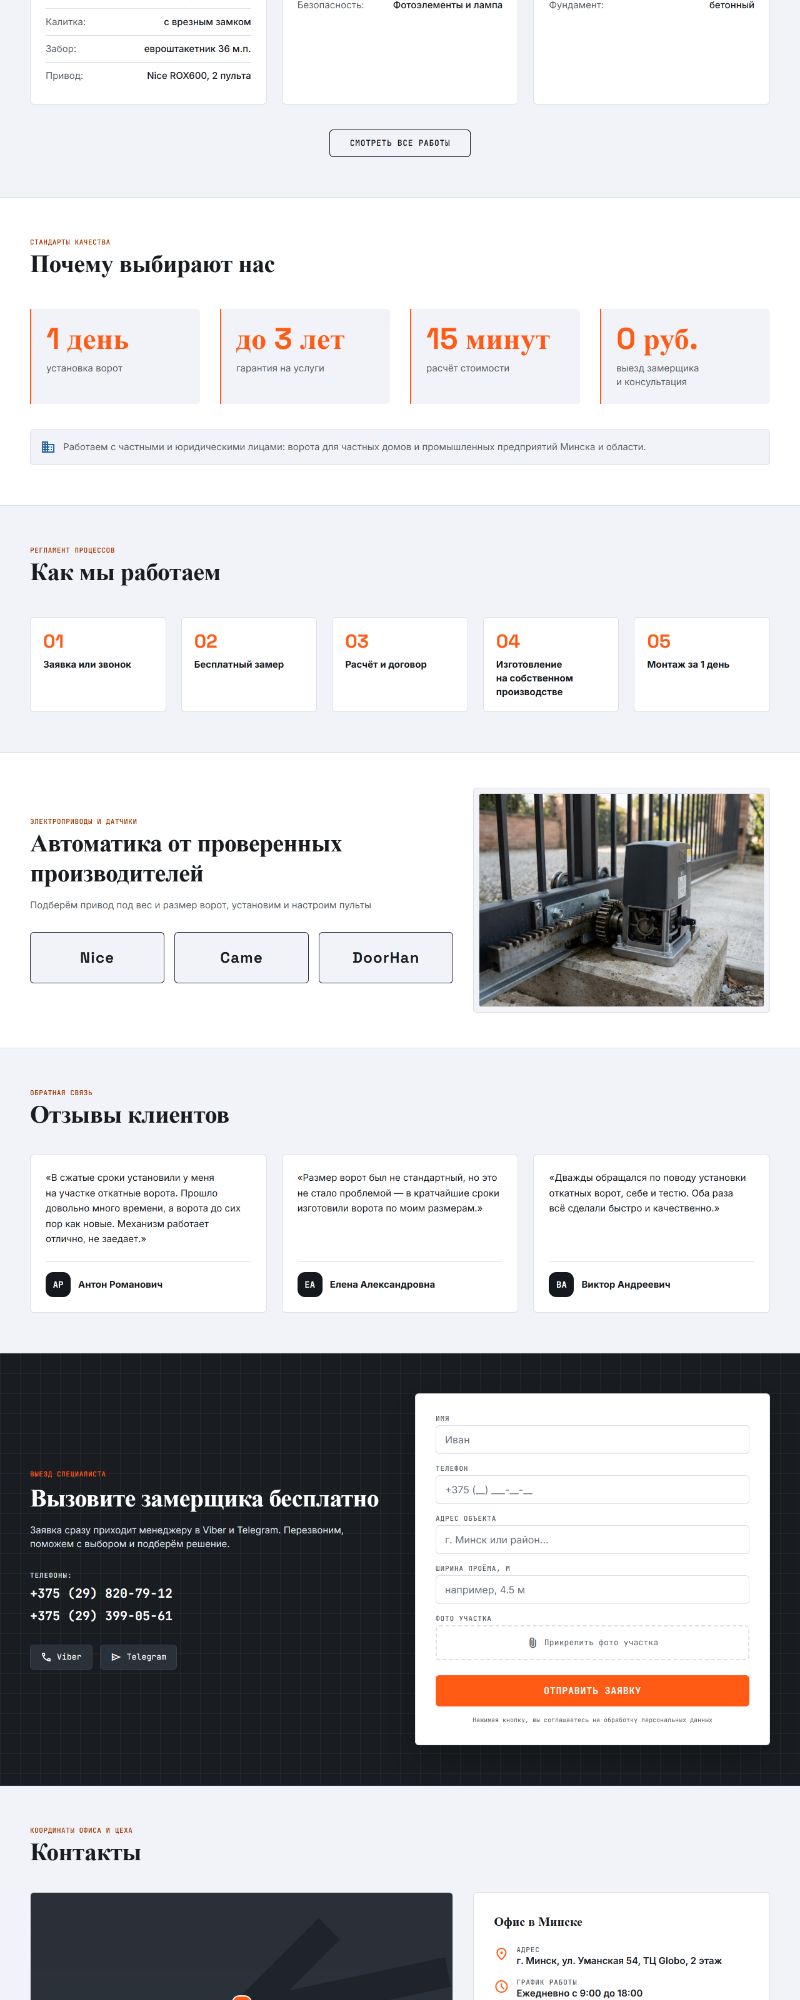 Калитка: с врезным замком
Забор: евроштакетник 36 м.п.
Привод: Nice ROX600, 2 пульта
Безопасность: Фотоэлементы и лампа
Фундамент: бетонный
СМОТРЕТЬ ВСЕ РАБОТЫ
СТАНДАРТЫ КАЧЕСТВА
Почему выбирают нас
1 день
установка ворот
до 3 лет
гарантия на услуги
15 минут
расчёт стоимости
0 руб.
выезд замерщика
и консультация
Работаем с частными и юридическими лицами: ворота для частных домов и промышленных предприятий Минска и области.
РЕГЛАМЕНТ ПРОЦЕССОВ
Как мы работаем
01
Заявка или звонок
02
Бесплатный замер
03
Расчёт и договор
04
Изготовление
на собственном
производстве
05
Монтаж за 1 день
ЭЛЕКТРОПРИВОДЫ И ДАТЧИКИ
Автоматика от проверенных
производителей
Подберём привод под вес и размер ворот, установим и настроим пульты
Nice
Came
DoorHan
ОБРАТНАЯ СВЯЗЬ
Отзывы клиентов
«В сжатые сроки установили у меня
на участке откатные ворота. Прошло
довольно много времени, а ворота до сих
пор как новые. Механизм работает
отлично, не заедает.»
АР Антон Романович
«Размер ворот был не стандартный, но это
не стало проблемой — в кратчайшие сроки
изготовили ворота по моим размерам.»
ЕА Елена Александровна
«Дважды обращался по поводу установки
откатных ворот, себе и тестю. Оба раза
всё сделали быстро и качественно.»
ВА Виктор Андреевич
ВЫЕЗД СПЕЦИАЛИСТА
Вызовите замерщика бесплатно
Заявка сразу приходит менеджеру в Viber и Telegram. Перезвоним,
поможем с выбором и подберём решение.
ТЕЛЕФОНЫ:
+375 (29) 820-79-12
+375 (29) 399-05-61
Viber
Telegram
ИМЯ
Иван
ТЕЛЕФОН
+375 (__) ___-__-__
АДРЕС ОБЪЕКТА
г. Минск или район...
ШИРИНА ПРОЁМА, М
например, 4.5 м
ФОТО УЧАСТКА
Прикрепить фото участка
ОТПРАВИТЬ ЗАЯВКУ
Нажимая кнопку, вы соглашаетесь на обработку персональных данных
КООРДИНАТЫ ОФИСА И ЦЕХА
Контакты
Офис в Минске
АДРЕС
г. Минск, ул. Уманская 54, ТЦ Globo, 2 этаж
ГРАФИК РАБОТЫ
Ежедневно с 9:00 до 18:00